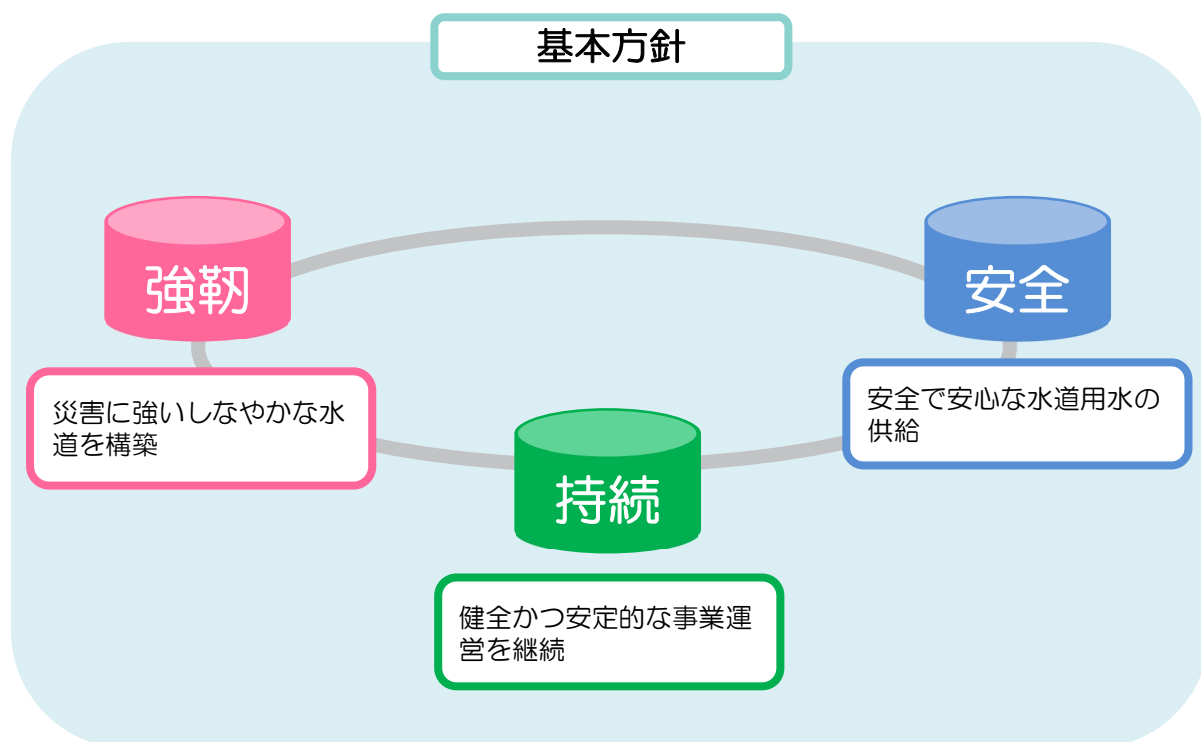 基本方針
強靭
災害に強いしなやかな水
道を構築
安全
安全で安心な水道用水の
供給
持続
健全かつ安定的な事業運
営を継続